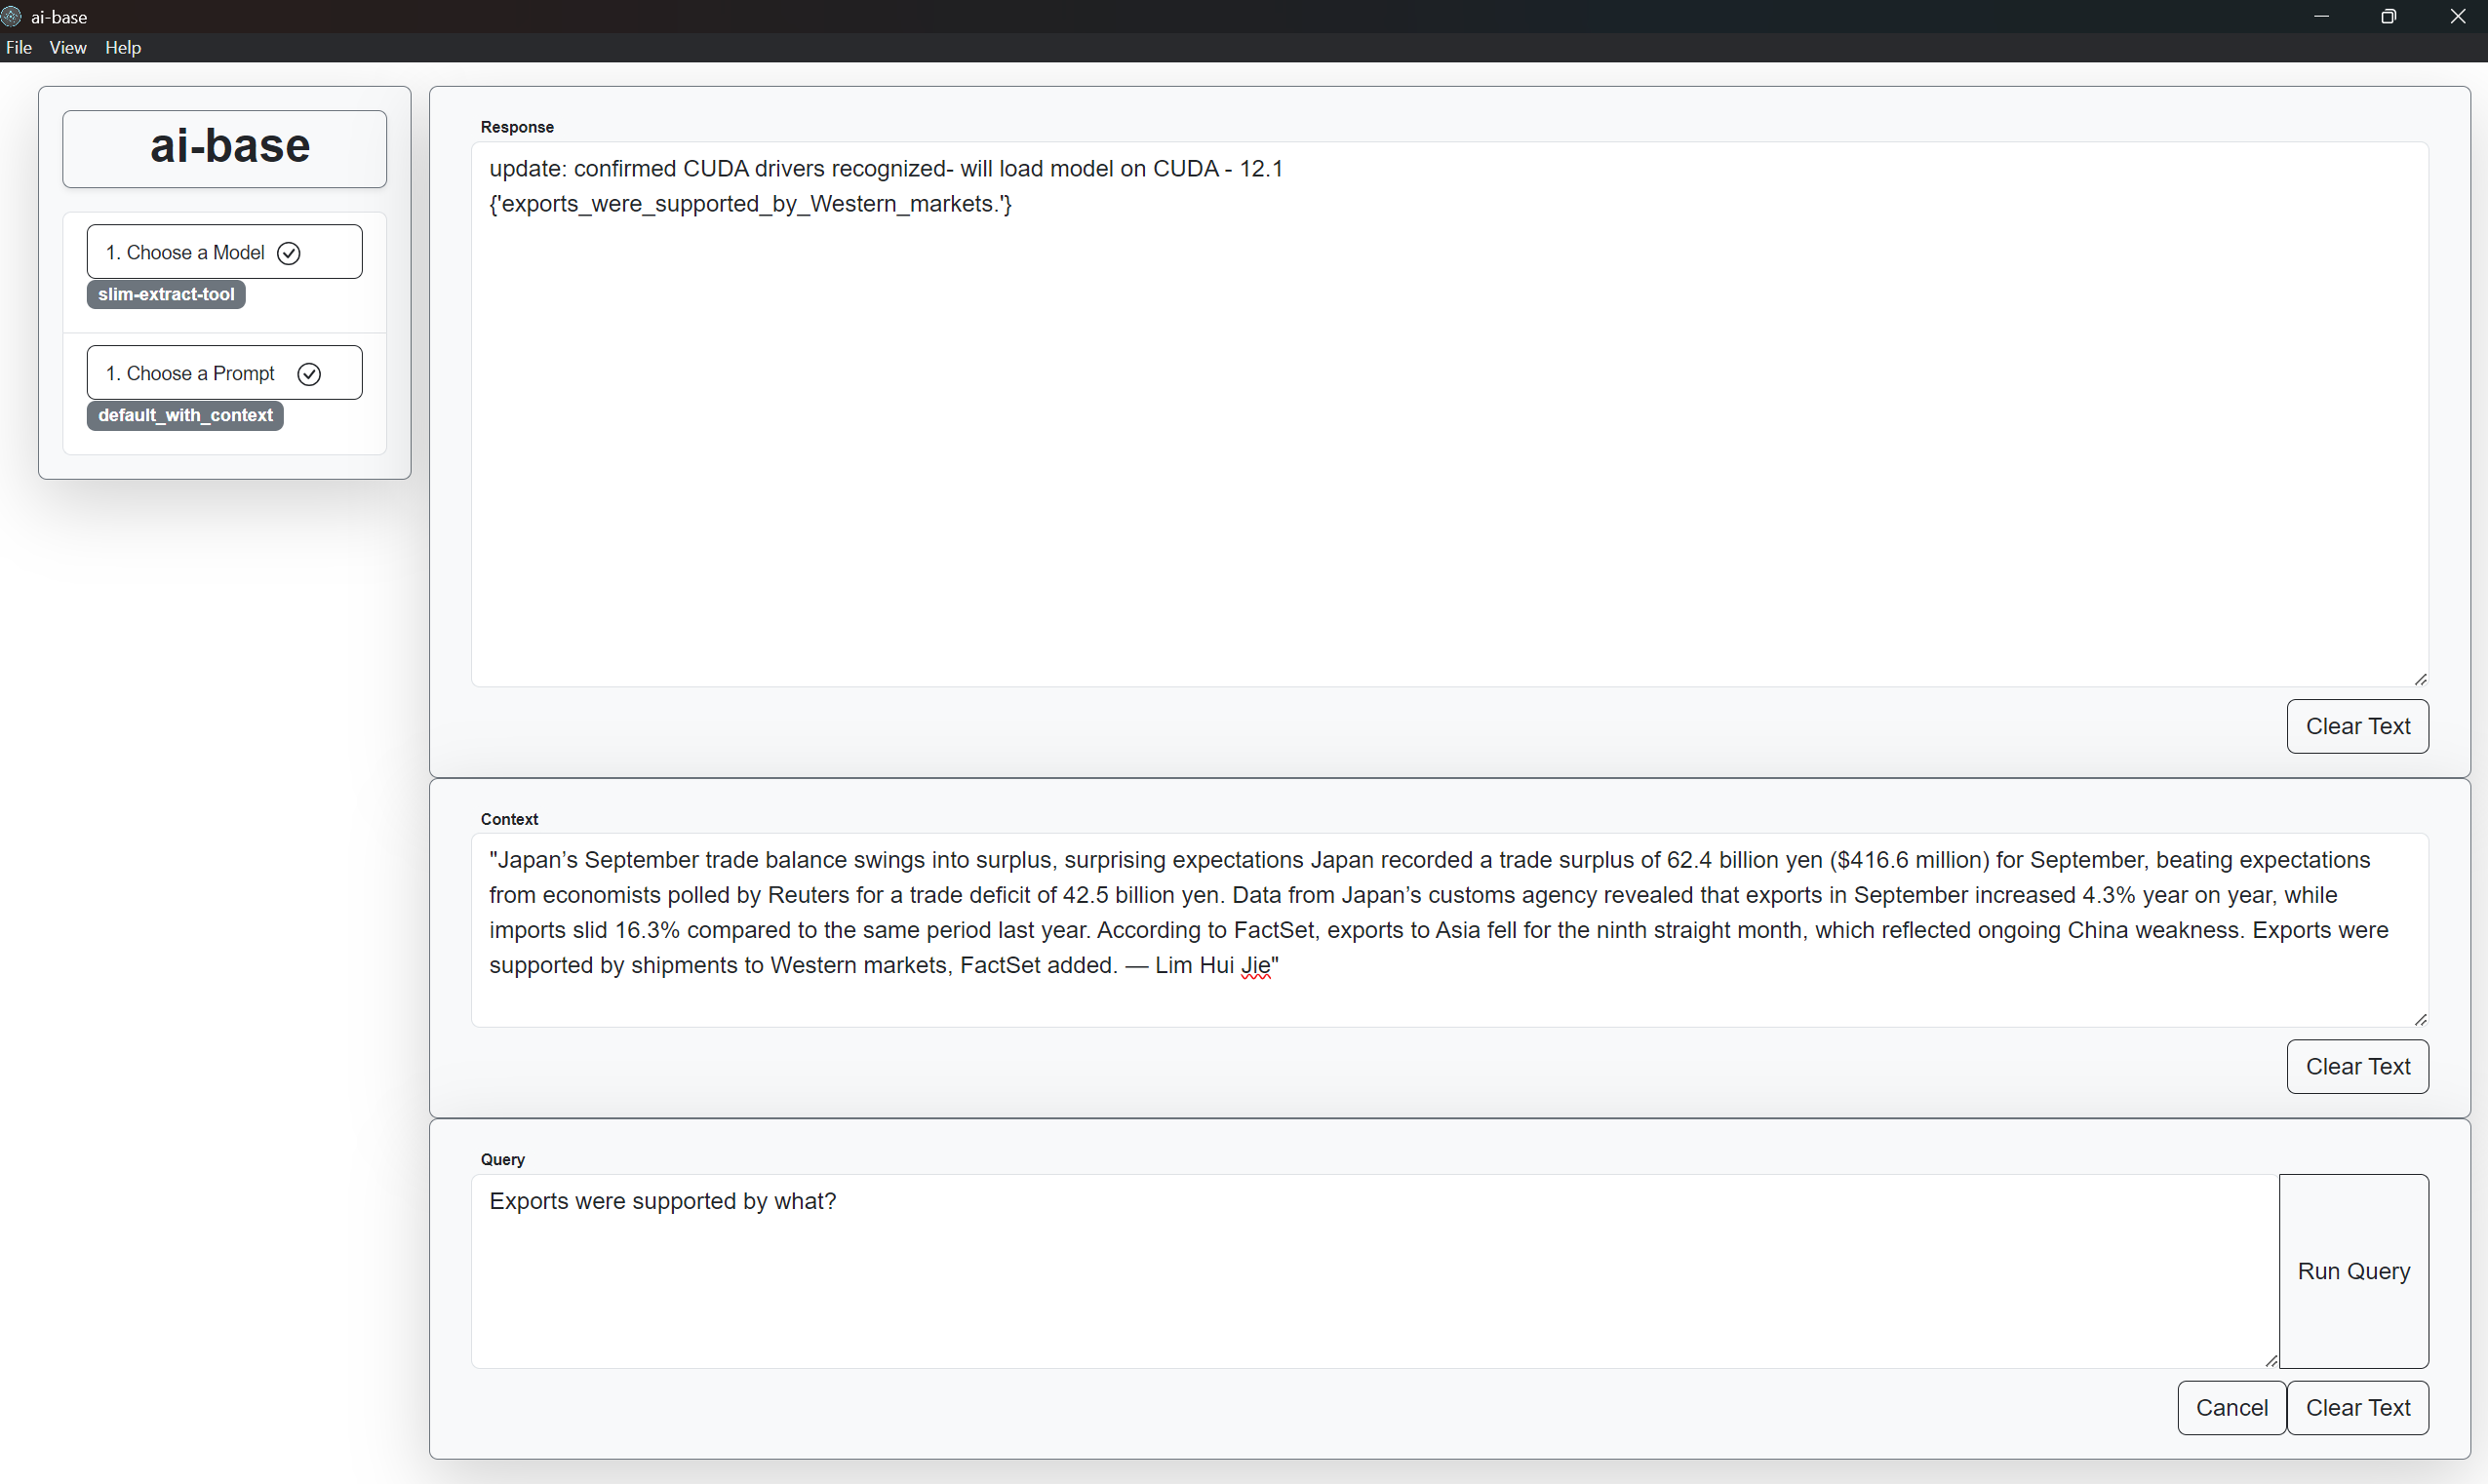 ai-base
File View Help
ai-base
1. Choose a Model
slim-extract-tool
1. Choose a Prompt
default_with_context
Response
update: confirmed CUDA drivers recognized- will load model on CUDA - 12.1
{'exports_were_supported_by_Western_markets.'}
Clear Text
Context
"Japan’s September trade balance swings into surplus, surprising expectations Japan recorded a trade surplus of 62.4 billion yen ($416.6 million) for September, beating expectations
from economists polled by Reuters for a trade deficit of 42.5 billion yen. Data from Japan’s customs agency revealed that exports in September increased 4.3% year on year, while
imports slid 16.3% compared to the same period last year. According to FactSet, exports to Asia fell for the ninth straight month, which reflected ongoing China weakness. Exports were
supported by shipments to Western markets, FactSet added. — Lim Hui Jie"
Clear Text
Query
Exports were supported by what?
Run Query
Cancel Clear Text